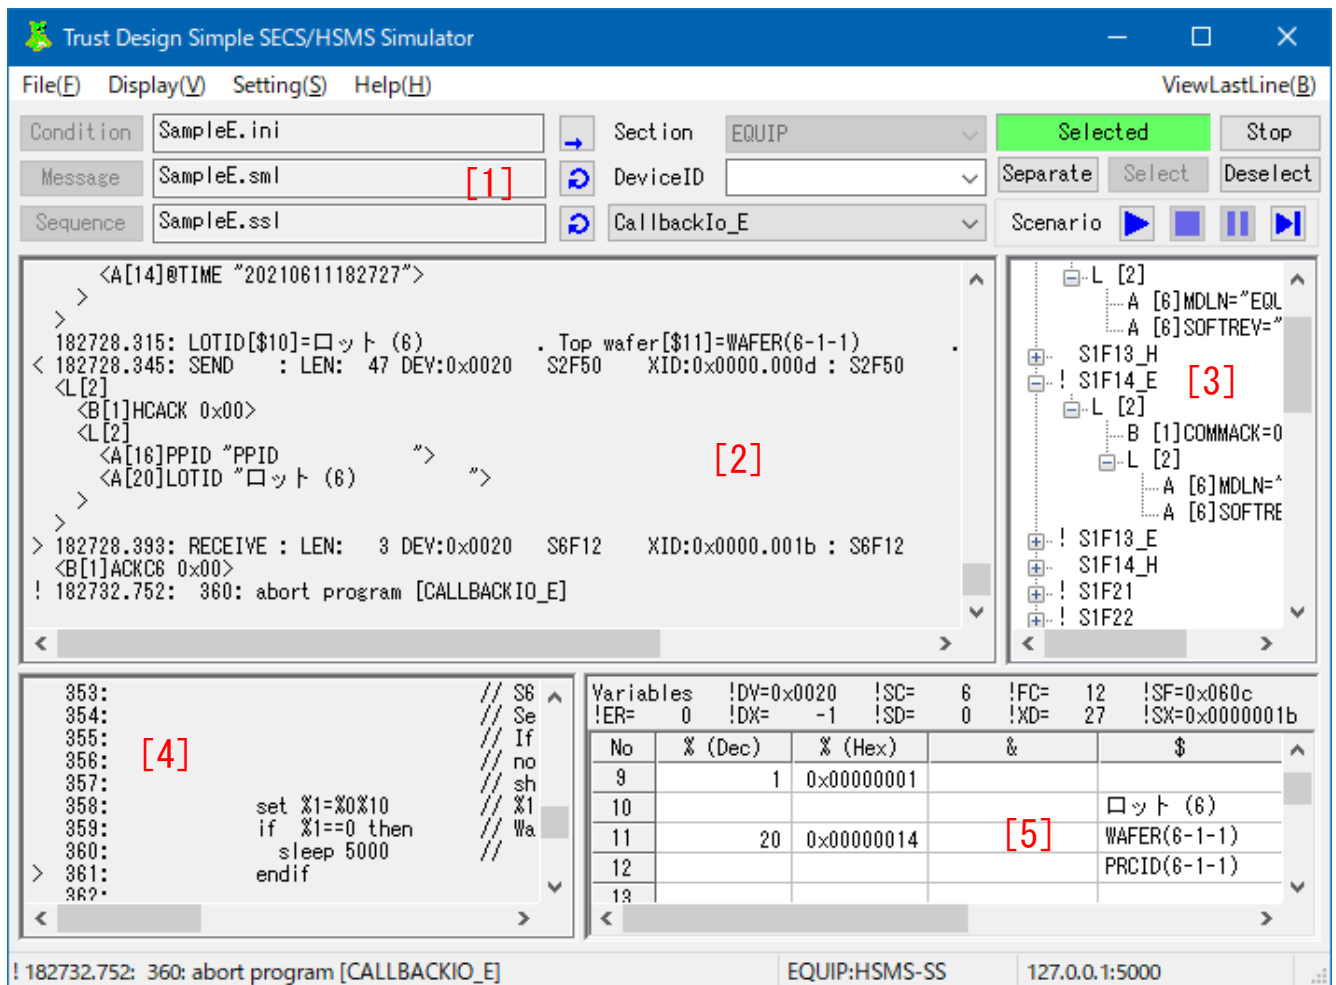 Trust Design Simple SECS/HSMS Simulator
File(F) Display(V) Setting(S) Help(H) ViewLastLine(B)
Condition SampleE.ini Section EQUIP Selected Stop
Message SampleE.sml [1] DeviceID Separate Select Deselect
Sequence SampleE.ssl CallbackIo_E Scenario
<A[14]@TIME "20210611182727">
>
>
182728.315: LOTID[$10]=ロット (6) . Top wafer[$11]=WAFER(6-1-1) .
< 182728.345: SEND : LEN: 47 DEV:0x0020 S2F50 XID:0x0000.000d : S2F50
<L[2]
<B[1]HCACK 0x00>
<L[2]
<A[16]PPID "PPID ">
<A[20]LOTID "ロット (6) ">
>
>
> 182728.393: RECEIVE : LEN: 3 DEV:0x0020 S6F12 XID:0x0000.001b : S6F12
<B[1]ACKC6 0x00>
! 182732.752: 360: abort program [CALLBACKIO_E]
[2]
L [2]
A [6]MDLN="EQU
A [6]SOFTREV="
S1F13_H
! S1F14_E
[3]
L [2]
B [1]COMMACK=0
L [2]
A [6]MDLN="
A [6]SOFTRE
! S1F13_E
S1F14_H
! S1F21
! S1F22
353: // S6
354: // Se
355: // If
356: // no
357: // sh
358: set %1=%0%10 // %1
359: if %1==0 then // Wa
360: sleep 5000 //
> 361: endif
362:
[4]
Variables !DV=0x0020 !SC= 6 !FC= 12 !SF=0x060c
!ER= 0 !DX= -1 !SD= 0 !XD= 27 !SX=0x0000001b
No % (Dec) % (Hex) & $
9 1 0x00000001
10 ロット (6)
11 20 0x00000014 WAFER(6-1-1)
12 PRCID(6-1-1)
13
[5]
! 182732.752: 360: abort program [CALLBACKIO_E] EQUIP:HSMS-SS 127.0.0.1:5000